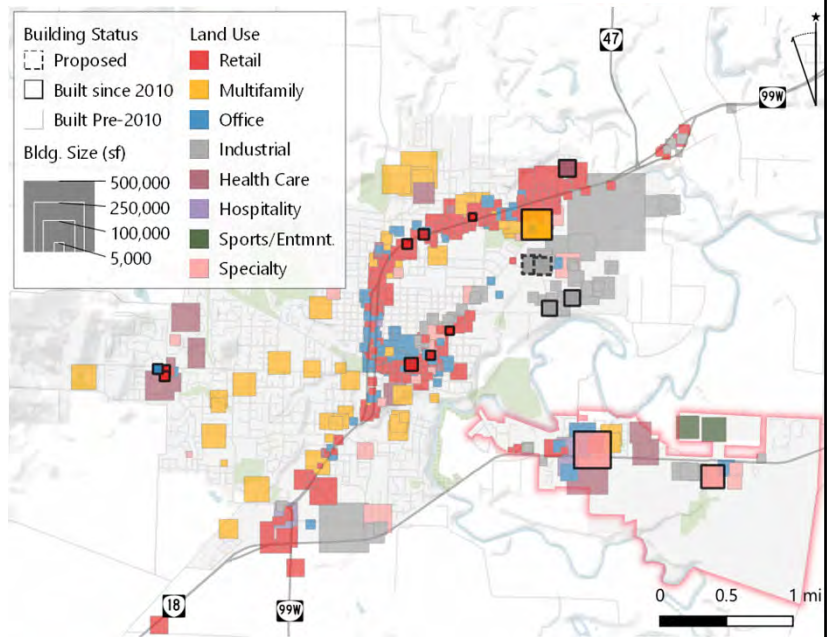 Building Status
Proposed
Built since 2010
Built Pre-2010
Bldg. Size (sf)
500,000
250,000
100,000
5,000
Land Use
Retail
Multifamily
Office
Industrial
Health Care
Hospitality
Sports/Entmnt.
Specialty
47
99W
18
99W
0
0.5
1 mi